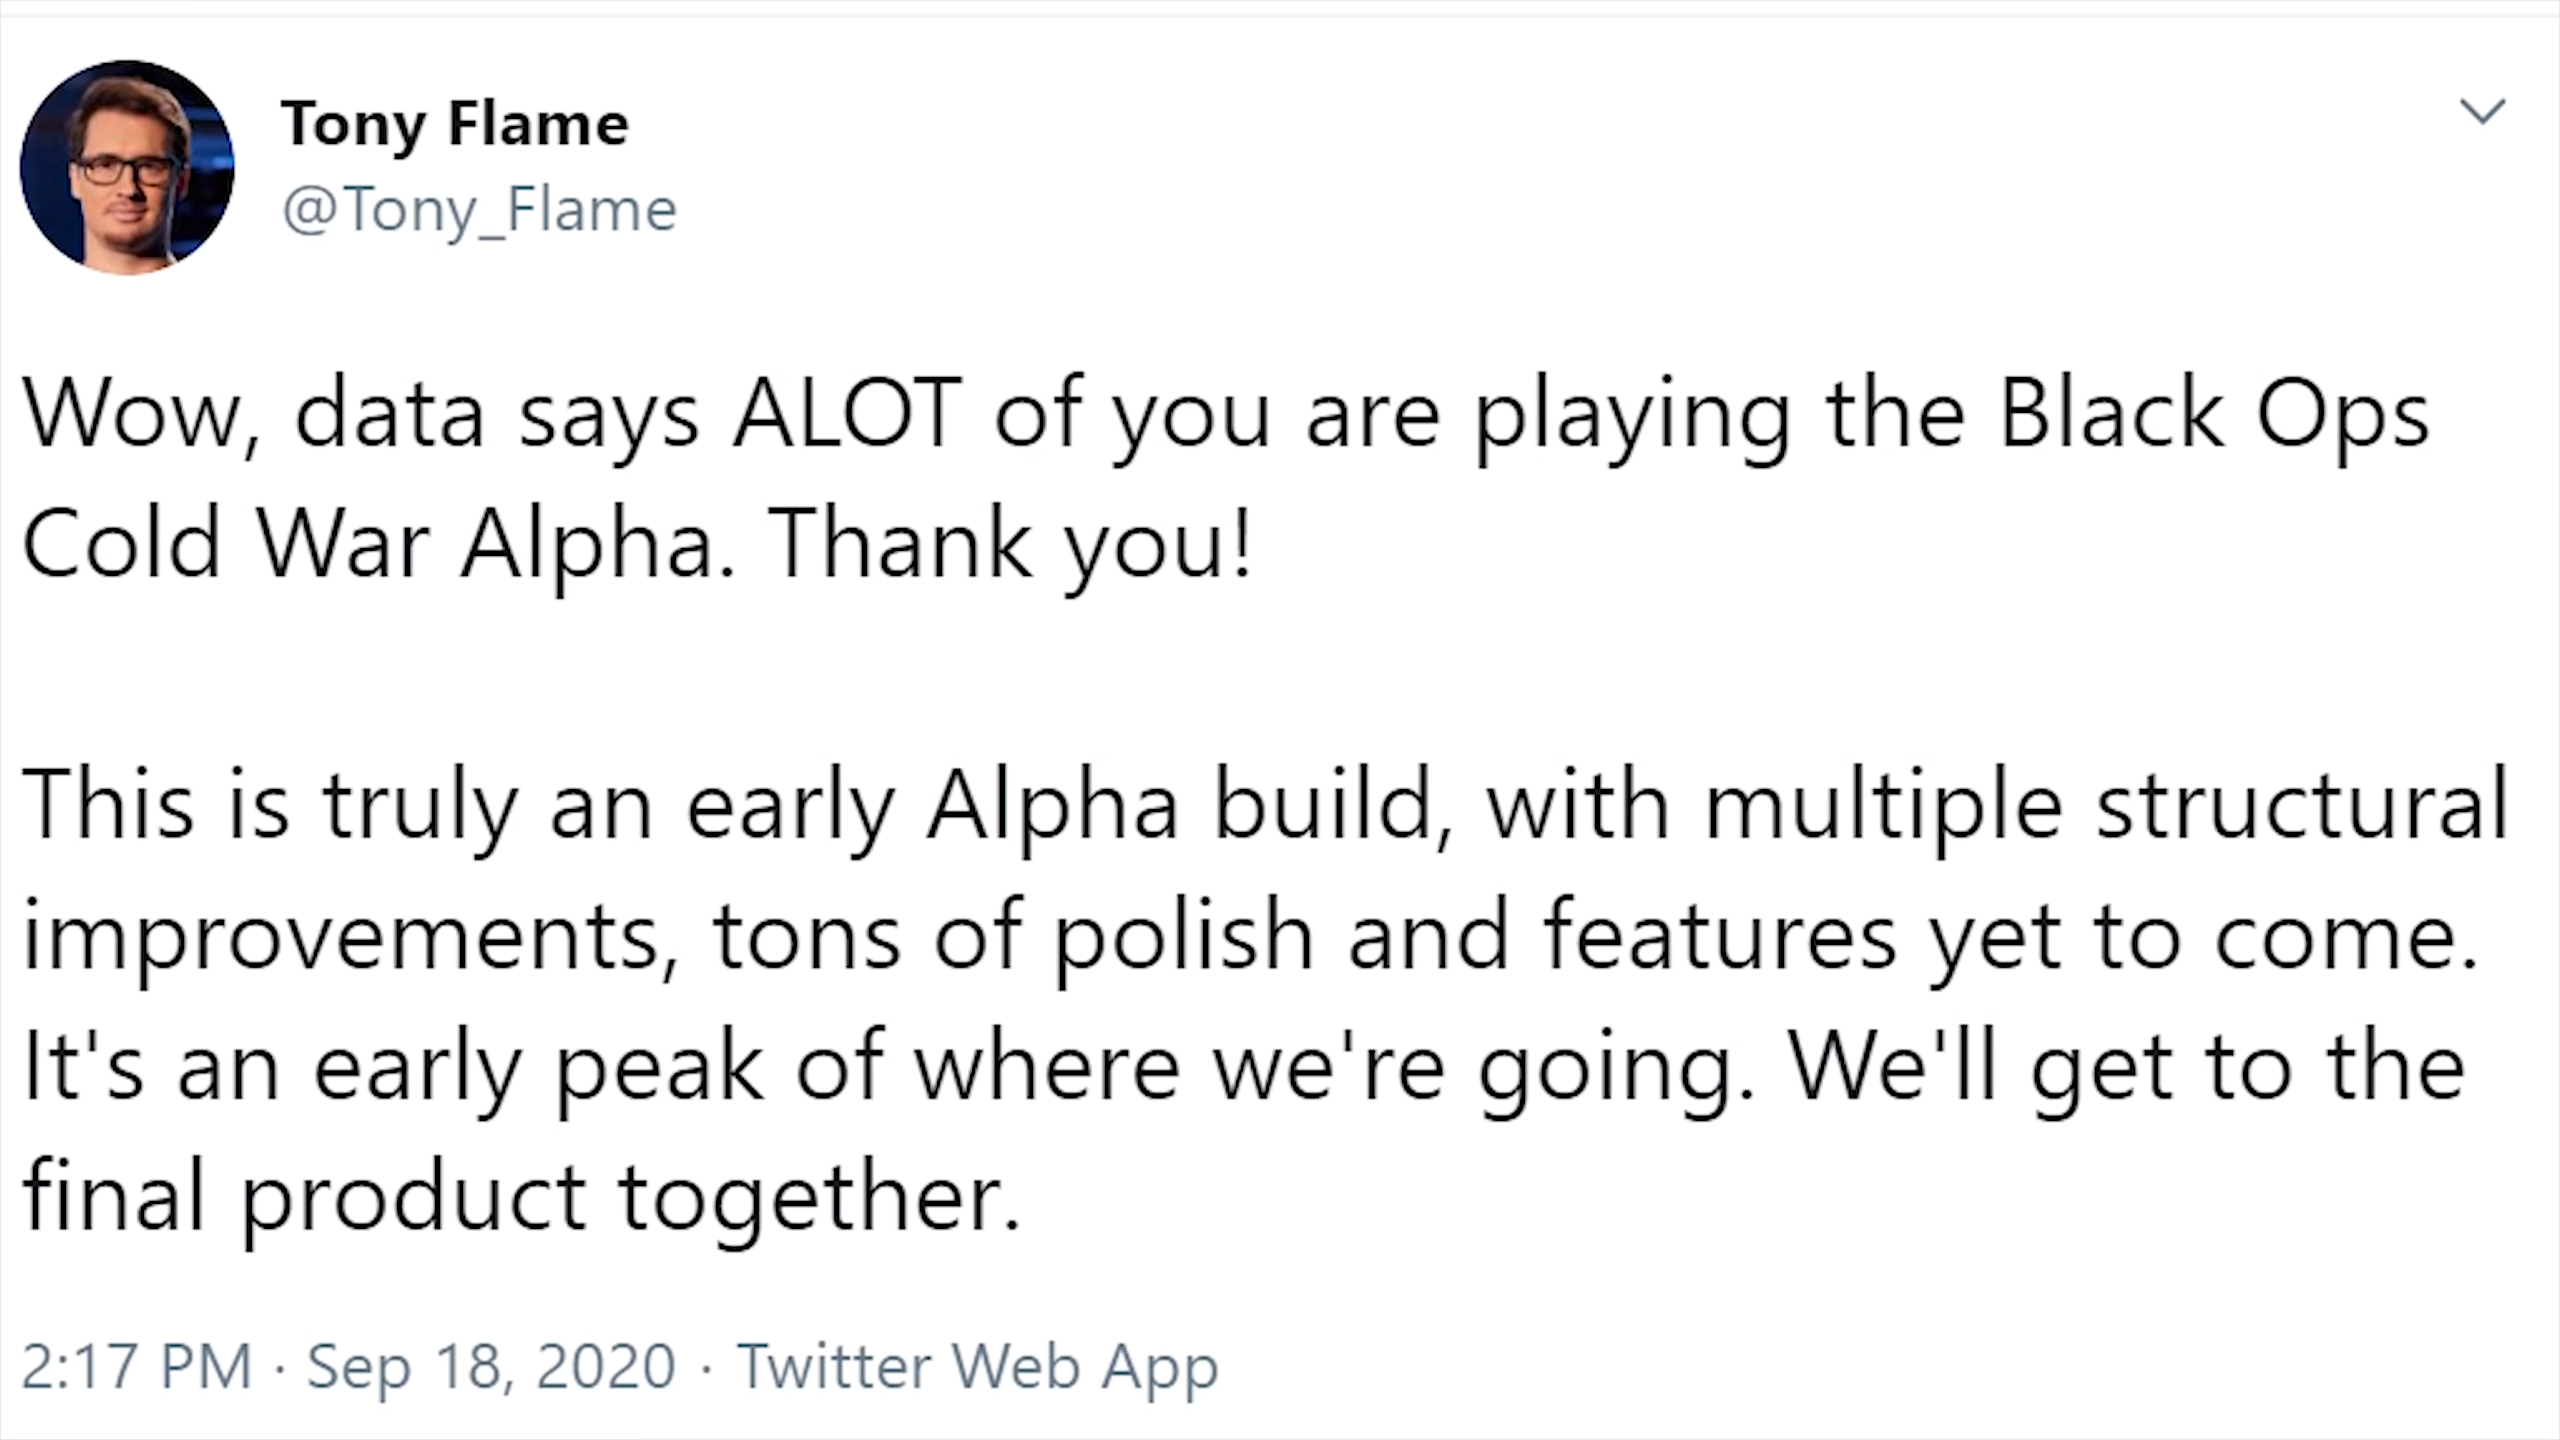 Tony Flame
@Tony_Flame
Wow, data says ALOT of you are playing the Black Ops
Cold War Alpha. Thank you!
This is truly an early Alpha build, with multiple structural
improvements, tons of polish and features yet to come.
It's an early peak of where we're going. We'll get to the
final product together.
2:17 PM · Sep 18, 2020 · Twitter Web App